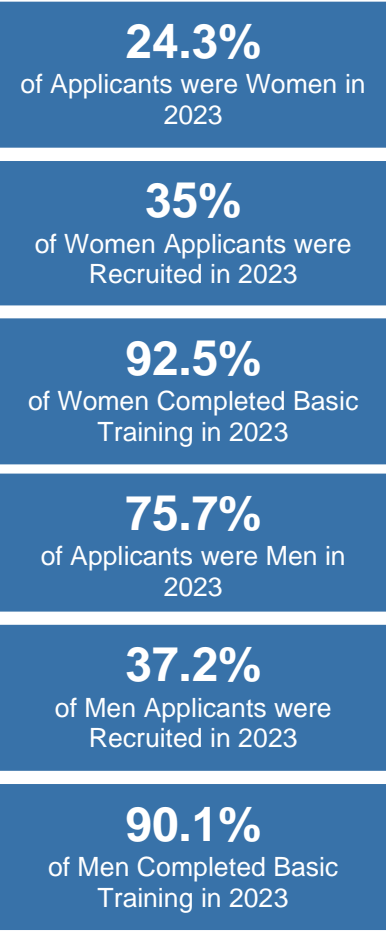 24.3%
of Applicants were Women in
2023
35%
of Women Applicants were
Recruited in 2023
92.5%
of Women Completed Basic
Training in 2023
75.7%
of Applicants were Men in
2023
37.2%
of Men Applicants were
Recruited in 2023
90.1%
of Men Completed Basic
Training in 2023